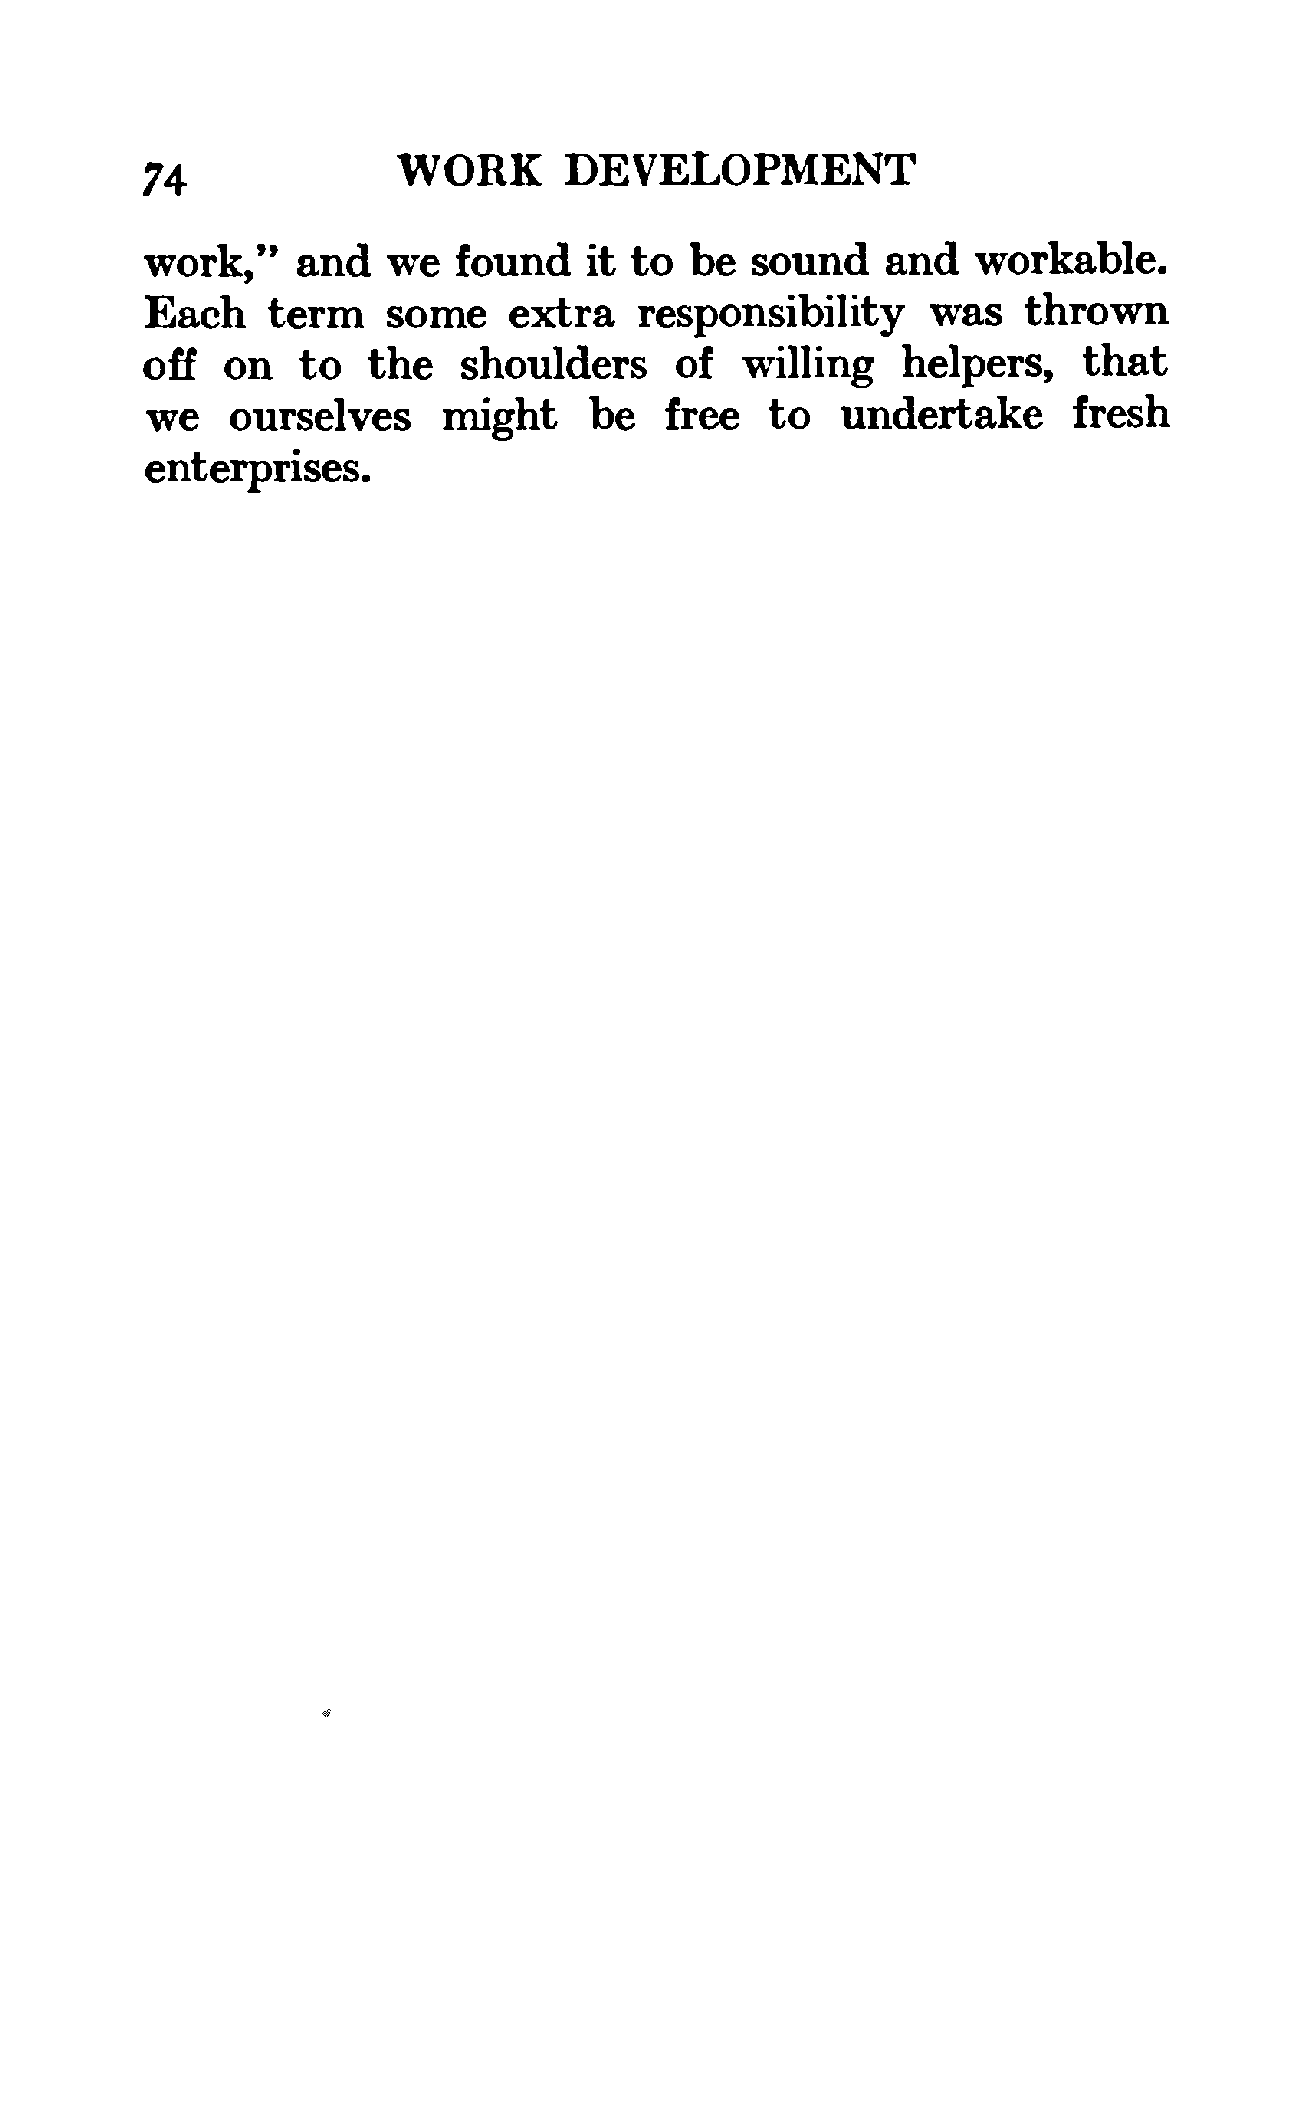 74 WORK DEVELOPMENT
work,” and we found it to be sound and workable.
Each term some extra responsibility was thrown
off on to the shoulders of willing helpers, that
we ourselves might be free to undertake fresh
enterprises.